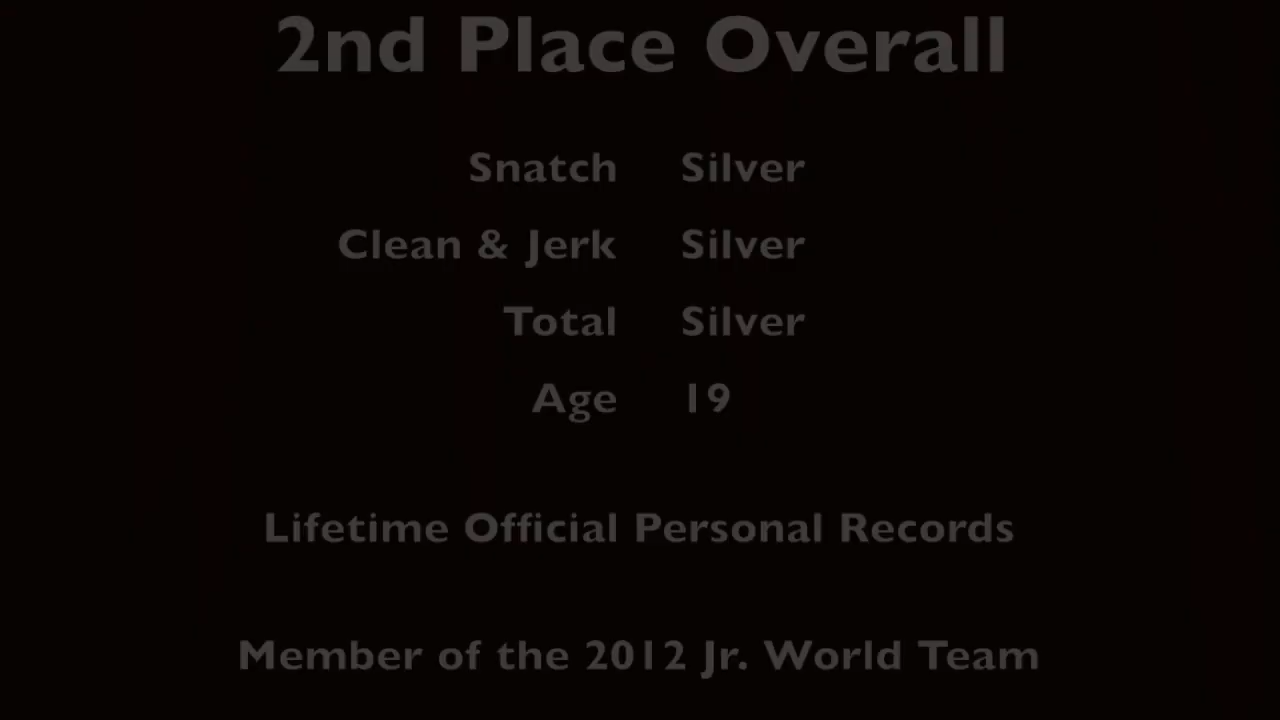 2nd Place Overall
Snatch Silver
Clean & Jerk Silver
Total Silver
Age 19
Lifetime Official Personal Records
Member of the 2012 Jr. World Team